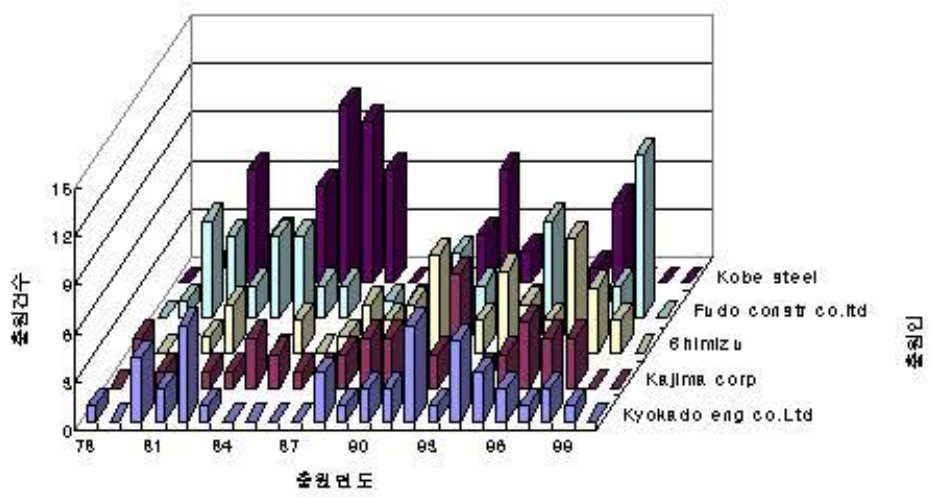 출원건수
15
12
9
6
3
0
78 81 84 87 90 93 96 99
출원년도
Kobe steel
Fudo constr co.ltd
Shimizu
Kajima corp
Kyokado eng co.Ltd
출원인